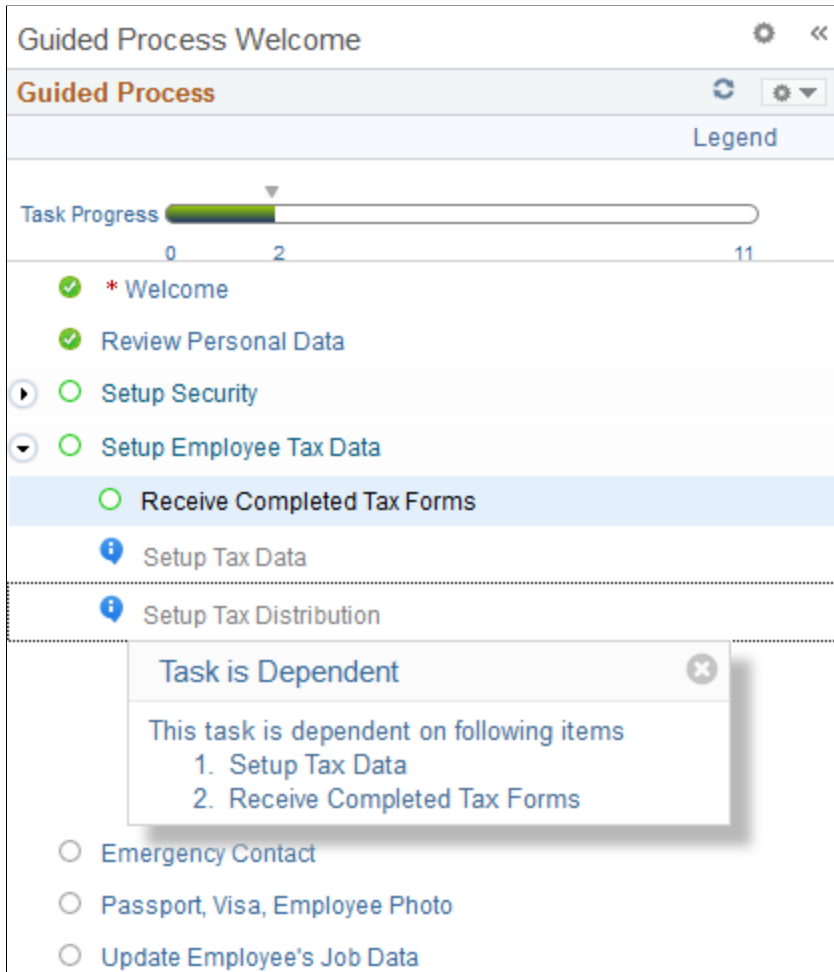 Guided Process Welcome
Guided Process
Legend
Task Progress
0 2 11
* Welcome
Review Personal Data
Setup Security
Setup Employee Tax Data
Receive Completed Tax Forms
Setup Tax Data
Setup Tax Distribution
Task is Dependent
This task is dependent on following items
1. Setup Tax Data
2. Receive Completed Tax Forms
Emergency Contact
Passport, Visa, Employee Photo
Update Employee's Job Data